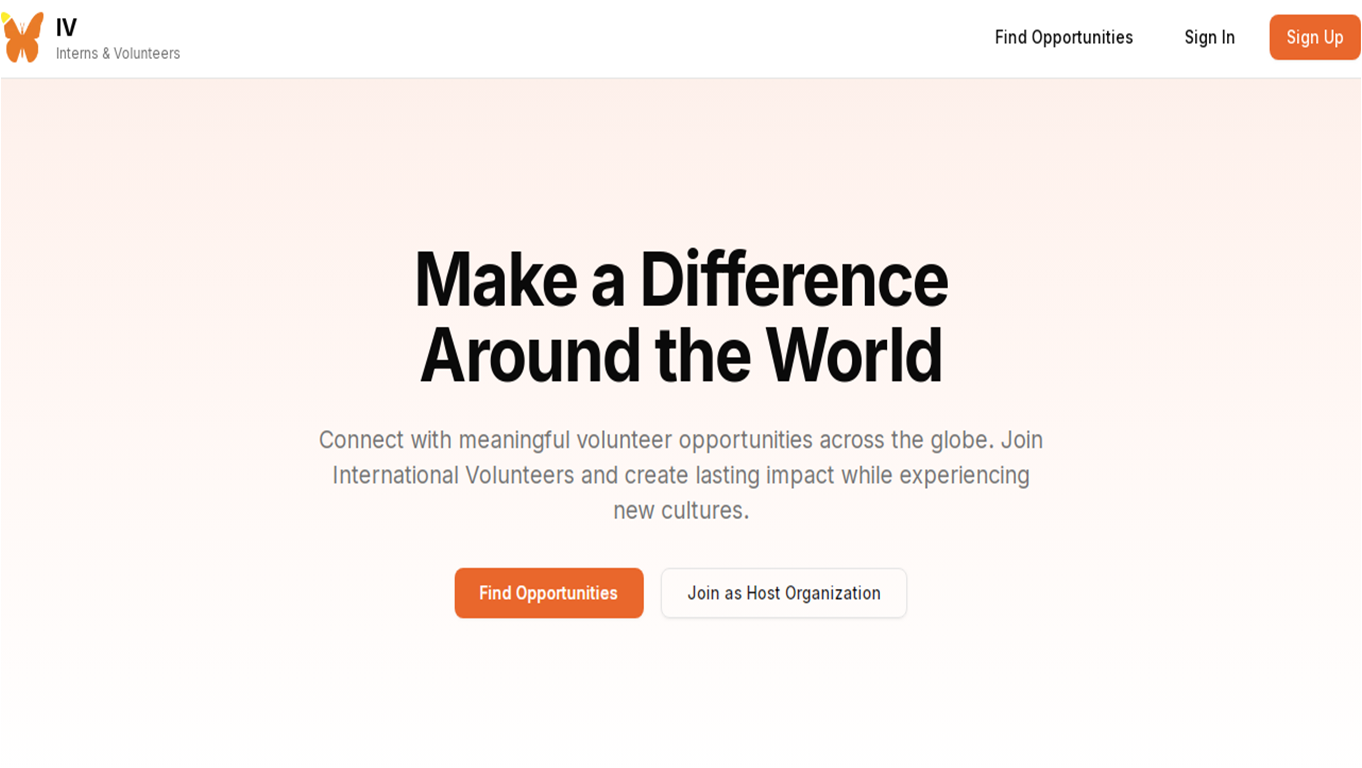 IV
Interns & Volunteers
Find Opportunities
Sign In
Sign Up
Make a Difference
Around the World
Connect with meaningful volunteer opportunities across the globe. Join
International Volunteers and create lasting impact while experiencing
new cultures.
Find Opportunities
Join as Host Organization